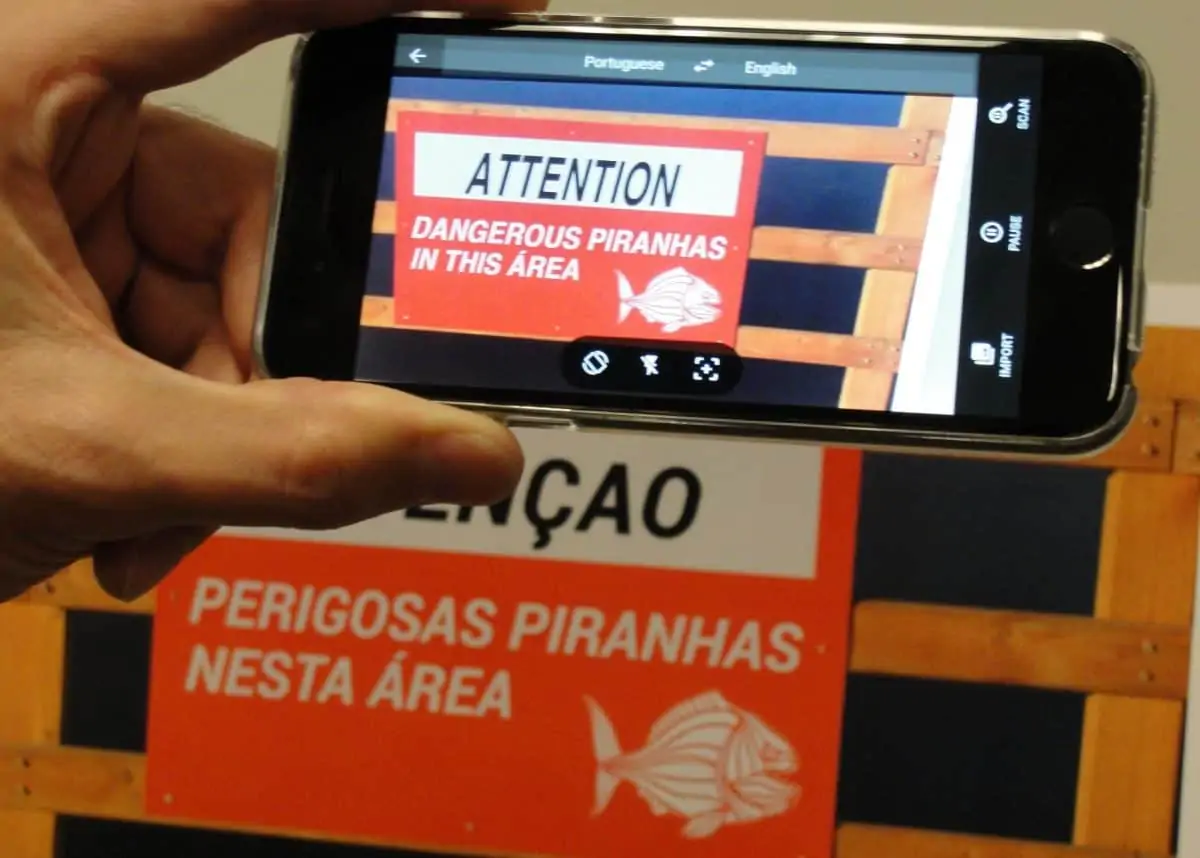 Portuguese English
ATTENTION
DANGEROUS PIRANHAS
IN THIS ÁREA
SCAN
PAUSE
IMPORT
ENÇAO
PERIGOSAS PIRANHAS
NESTA ÁREA